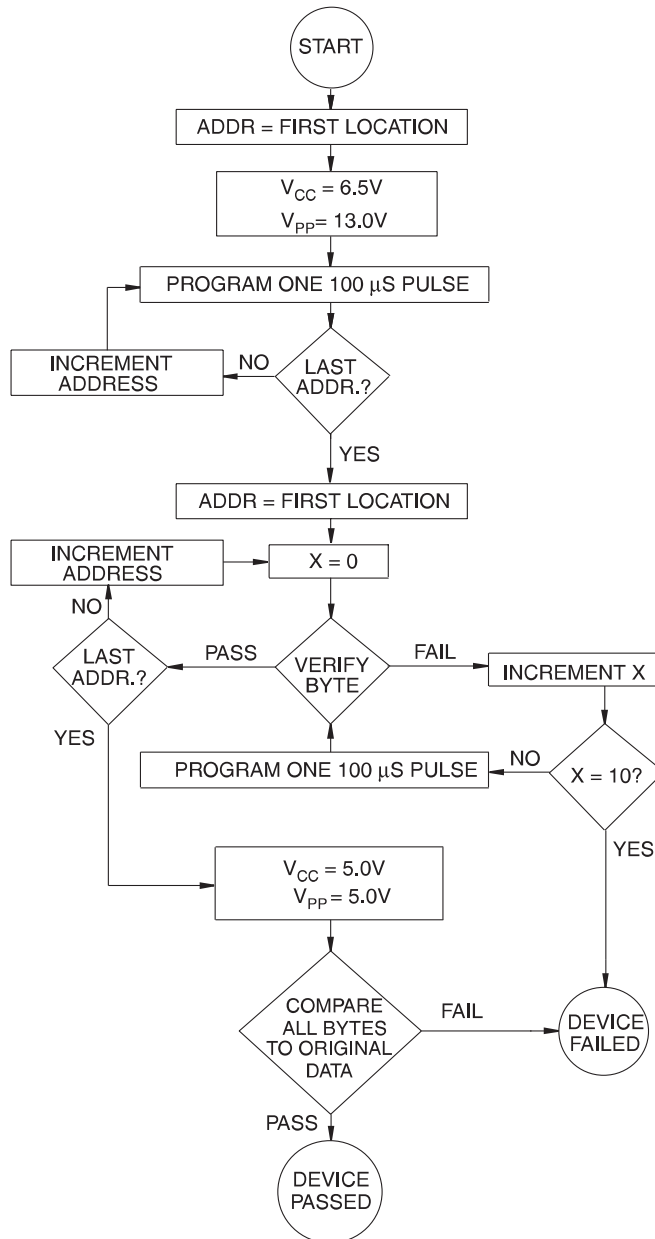 START
ADDR = FIRST LOCATION
V_CC = 6.5V
V_PP = 13.0V
PROGRAM ONE 100 µS PULSE
INCREMENT
ADDRESS
NO
LAST
ADDR.?
YES
ADDR = FIRST LOCATION
INCREMENT
ADDRESS
X = 0
NO
LAST
ADDR.?
PASS
VERIFY
BYTE
FAIL
INCREMENT X
YES
PROGRAM ONE 100 µS PULSE
NO
X = 10?
YES
V_CC = 5.0V
V_PP = 5.0V
COMPARE
ALL BYTES
TO ORIGINAL
DATA
FAIL
DEVICE
FAILED
PASS
DEVICE
PASSED